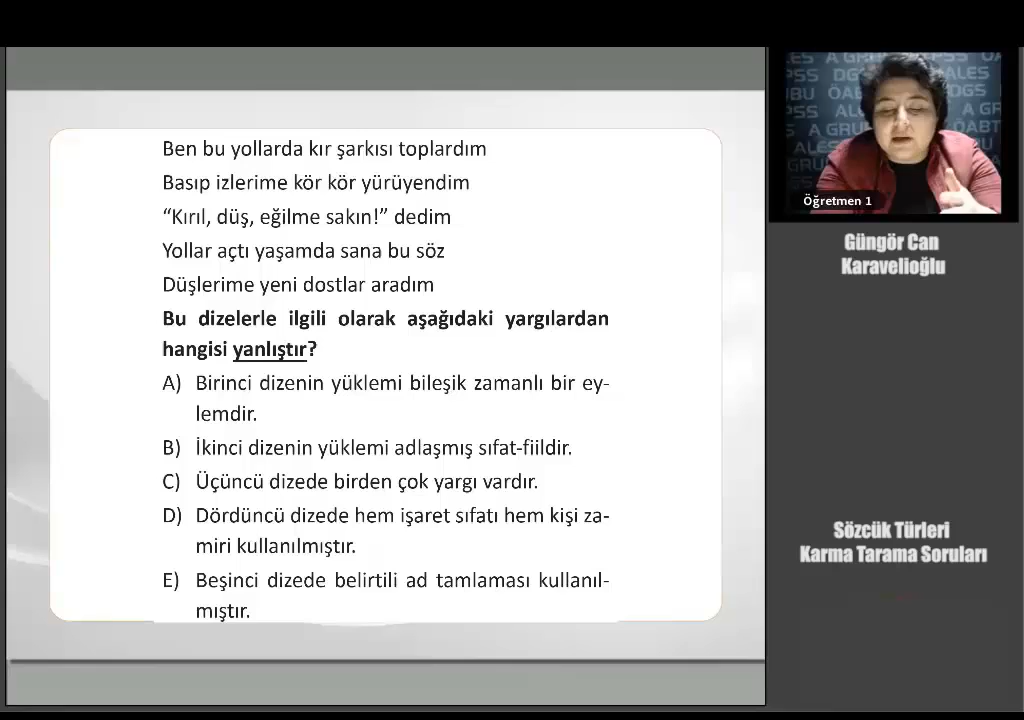 Ben bu yollarda kır şarkısı toplardım
Basıp izlerime kör kör yürüyendim
“Kırıl, düş, eğilme sakın!” dedim
Yollar açtı yaşamda sana bu söz
Düşlerime yeni dostlar aradım
Bu dizelerle ilgili olarak aşağıdaki yargılardan
hangisi yanlıştır?
A) Birinci dizenin yüklemi bileşik zamanlı bir ey-
lemdir.
B) İkinci dizenin yüklemi adlaşmış sıfat-fiildir.
C) Üçüncü dizede birden çok yargı vardır.
D) Dördüncü dizede hem işaret sıfatı hem kişi za-
miri kullanılmıştır.
E) Beşinci dizede belirtili ad tamlaması kullanıl-
mıştır.
Öğretmen 1
Güngör Can
Karavelioğlu
Sözcük Türleri
Karma Tarama Soruları